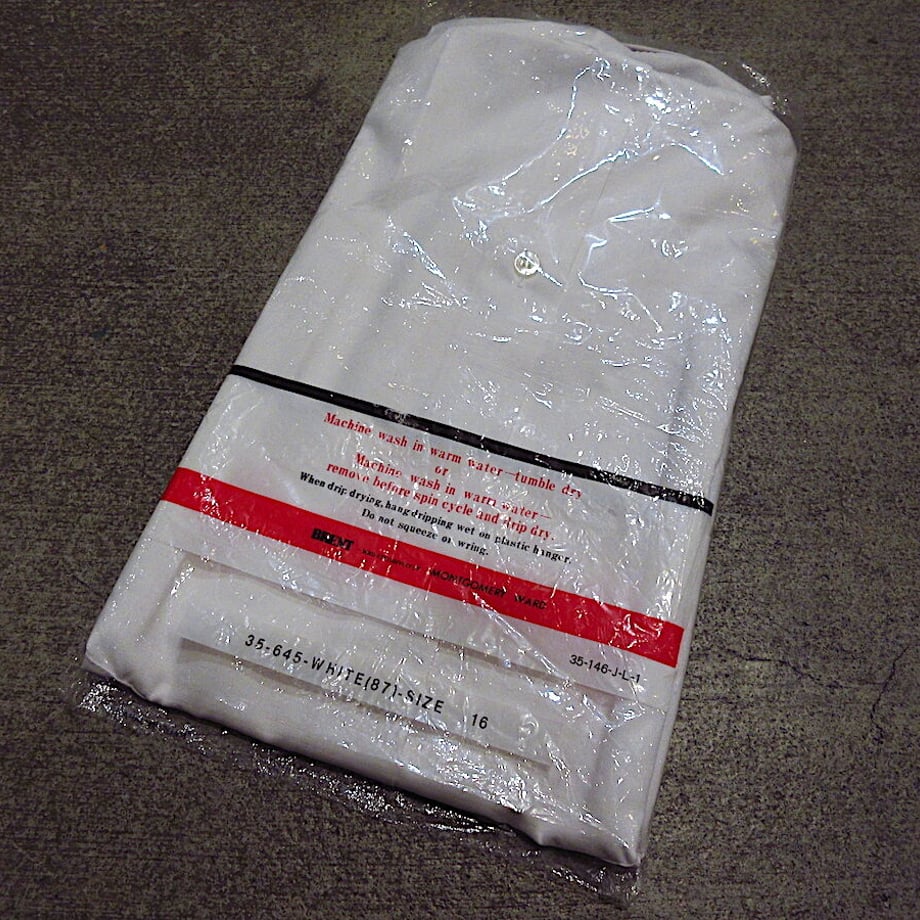 Machine wash in warm water—tumble dry
or
Machine wash in warm water—
remove before spin cycle and drip dry.
When drip drying, hang dripping wet on plastic hanger.
Do not squeeze or wring.
BRENT MONTGOMERY WARD
35-146-J-L-1
35-645-WHITE(87)-SIZE 16